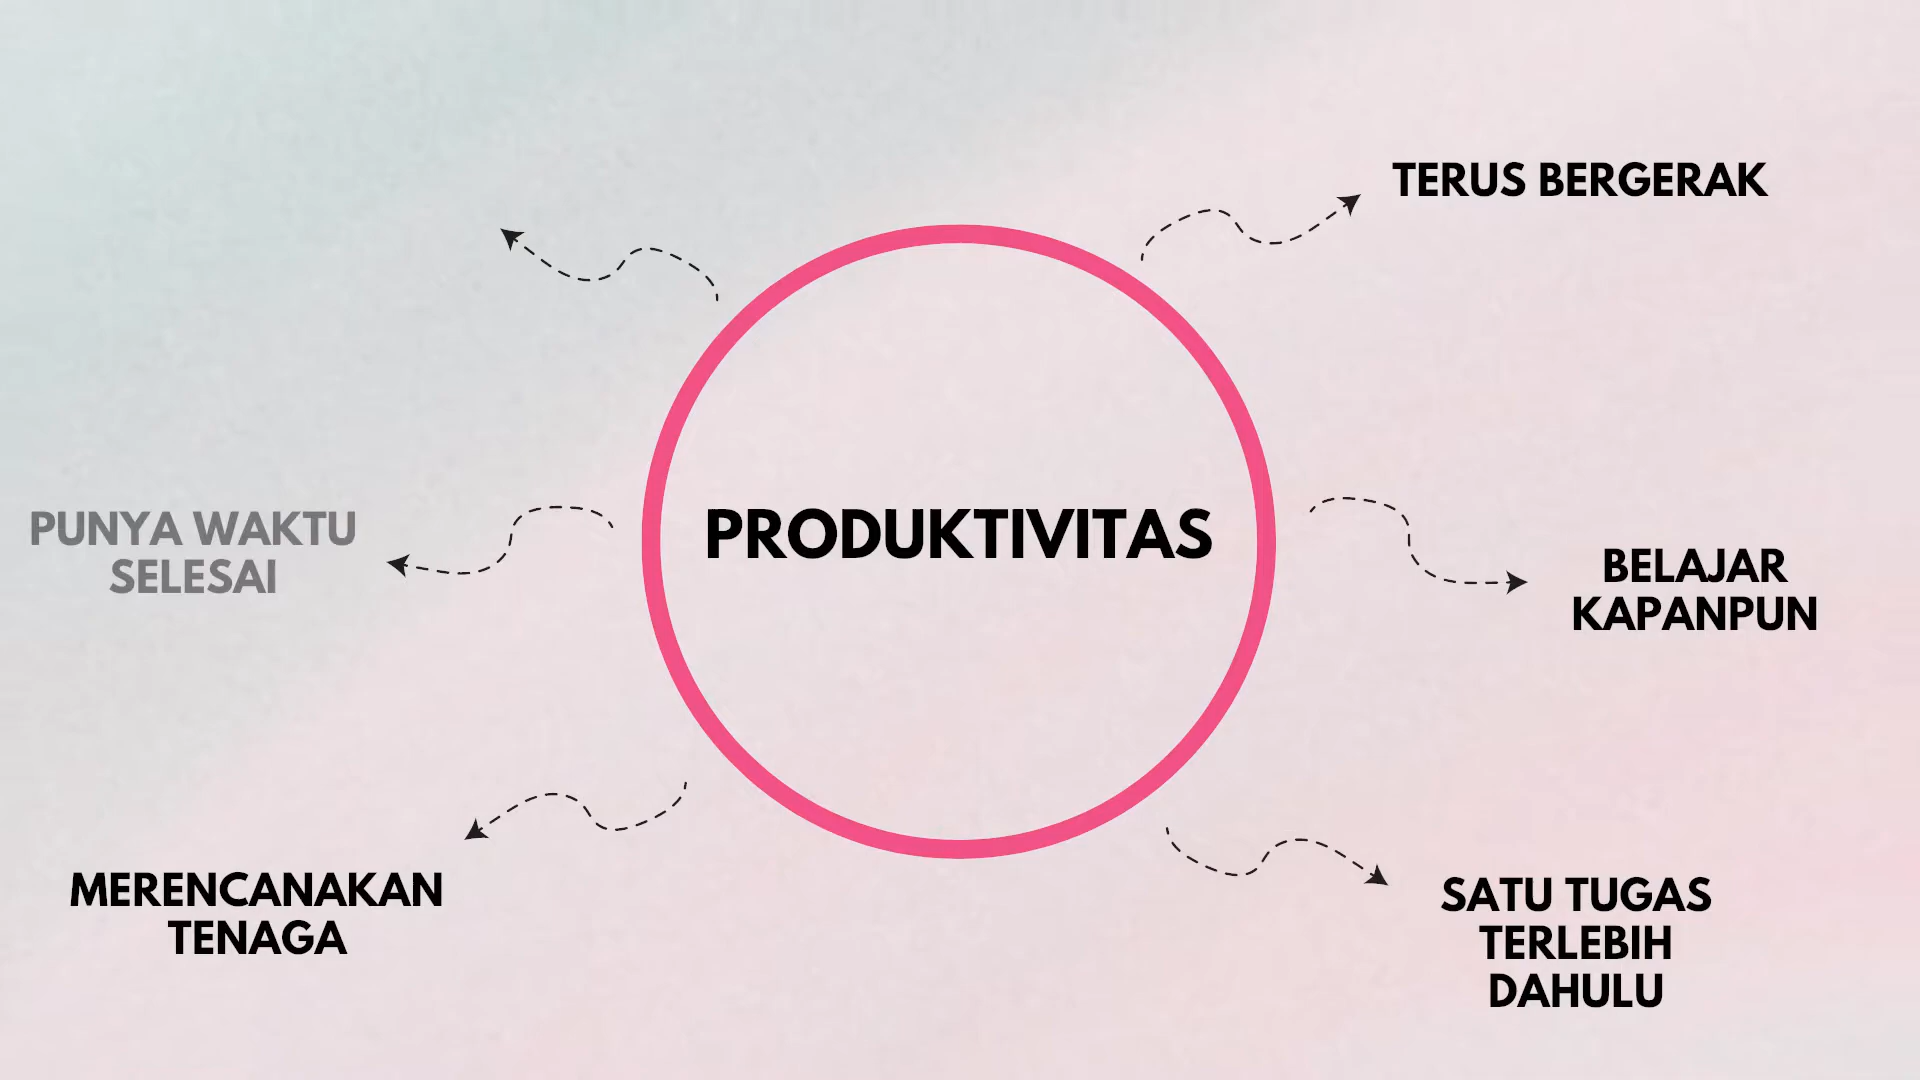 TERUS BERGERAK
PRODUKTIVITAS
PUNYA WAKTU
SELESAI
BELAJAR
KAPANPUN
MERENCANAKAN
TENAGA
SATU TUGAS
TERLEBIH
DAHULU